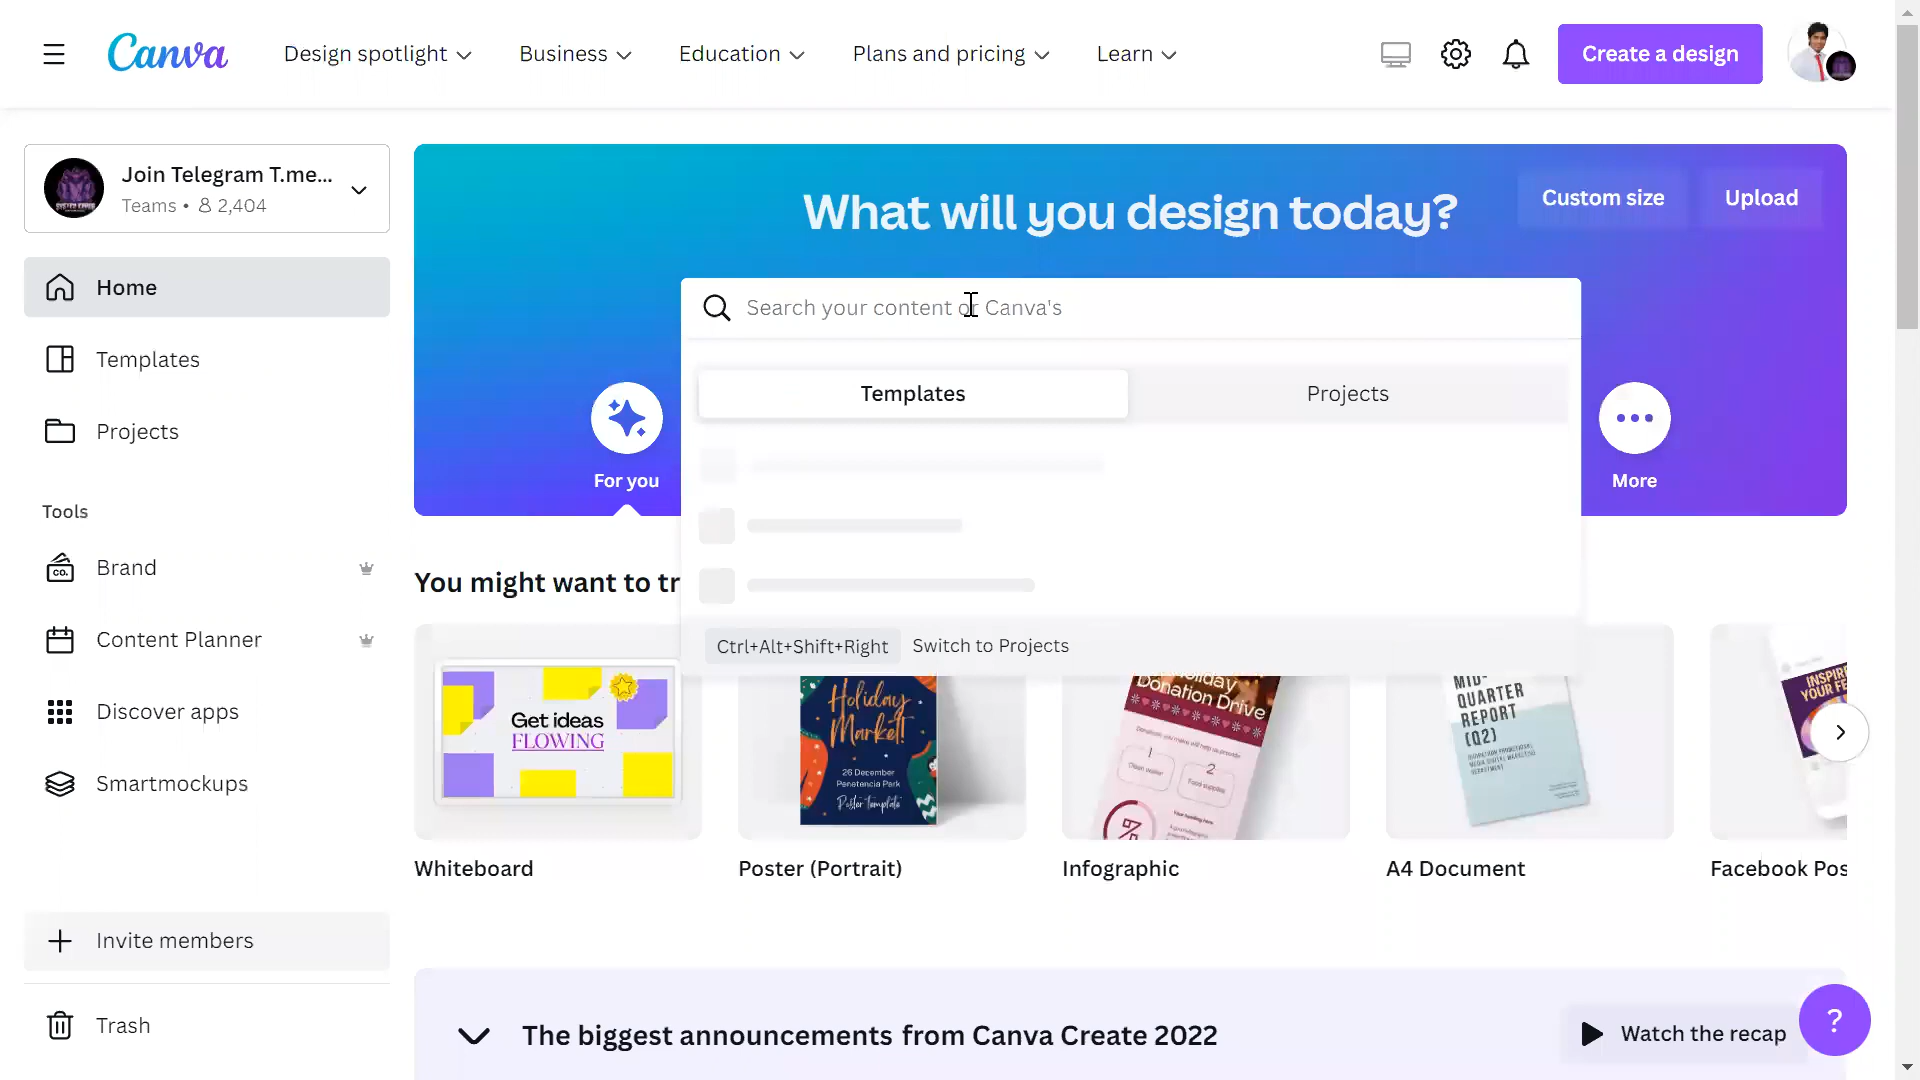 Canva
Design spotlight
Business
Education
Plans and pricing
Learn
Create a design
Join Telegram T.me...
Teams • 2,404
Home
Templates
Projects
Tools
Brand
Content Planner
Discover apps
Smartmockups
Invite members
Trash
What will you design today?
Custom size
Upload
Search your content or Canva's
Templates
Projects
For you
More
Ctrl+Alt+Shift+Right Switch to Projects
You might want to tr
Get ideas
FLOWING
Whiteboard
Holiday
Market!
26 December
Penetencia Park
Poster Template
Poster (Portrait)
Holiday
Donation Drive
1
2
Infographic
MID-
QUARTER
REPORT
(Q2)
A4 Document
INSPIRE
YOUR FE
Facebook Pos
The biggest announcements from Canva Create 2022
Watch the recap
?